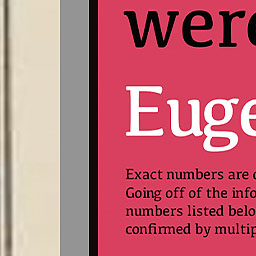 were
Euge
Exact numbers are
Going off of the info
numbers listed belo
confirmed by multip